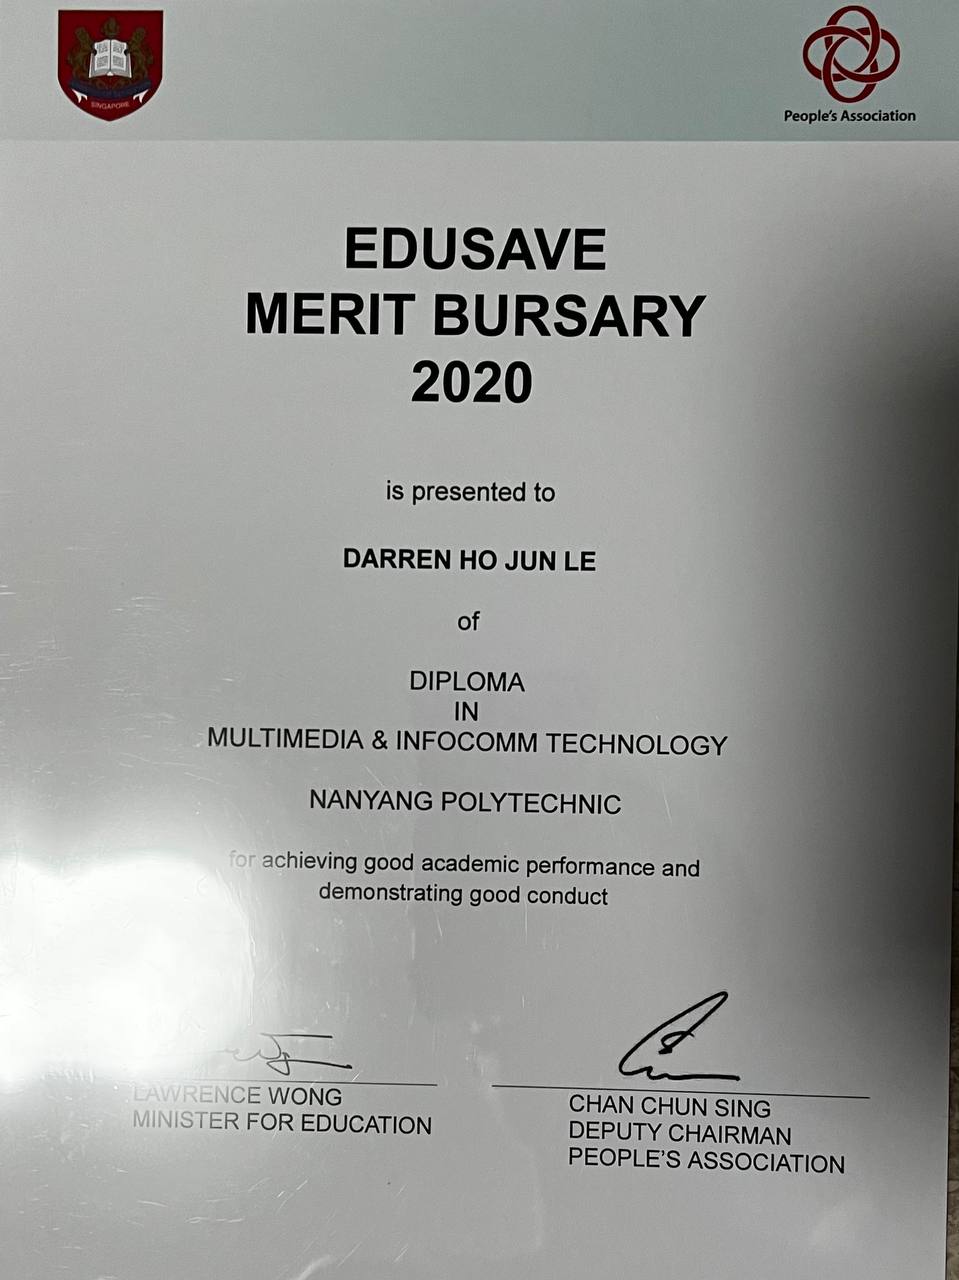 SINGAPORE
People's Association
EDUSAVE
MERIT BURSARY
2020
is presented to
DARREN HO JUN LE
of
DIPLOMA
IN
MULTIMEDIA & INFOCOMM TECHNOLOGY
NANYANG POLYTECHNIC
for achieving good academic performance and
demonstrating good conduct
LAWRENCE WONG
MINISTER FOR EDUCATION
CHAN CHUN SING
DEPUTY CHAIRMAN
PEOPLE'S ASSOCIATION